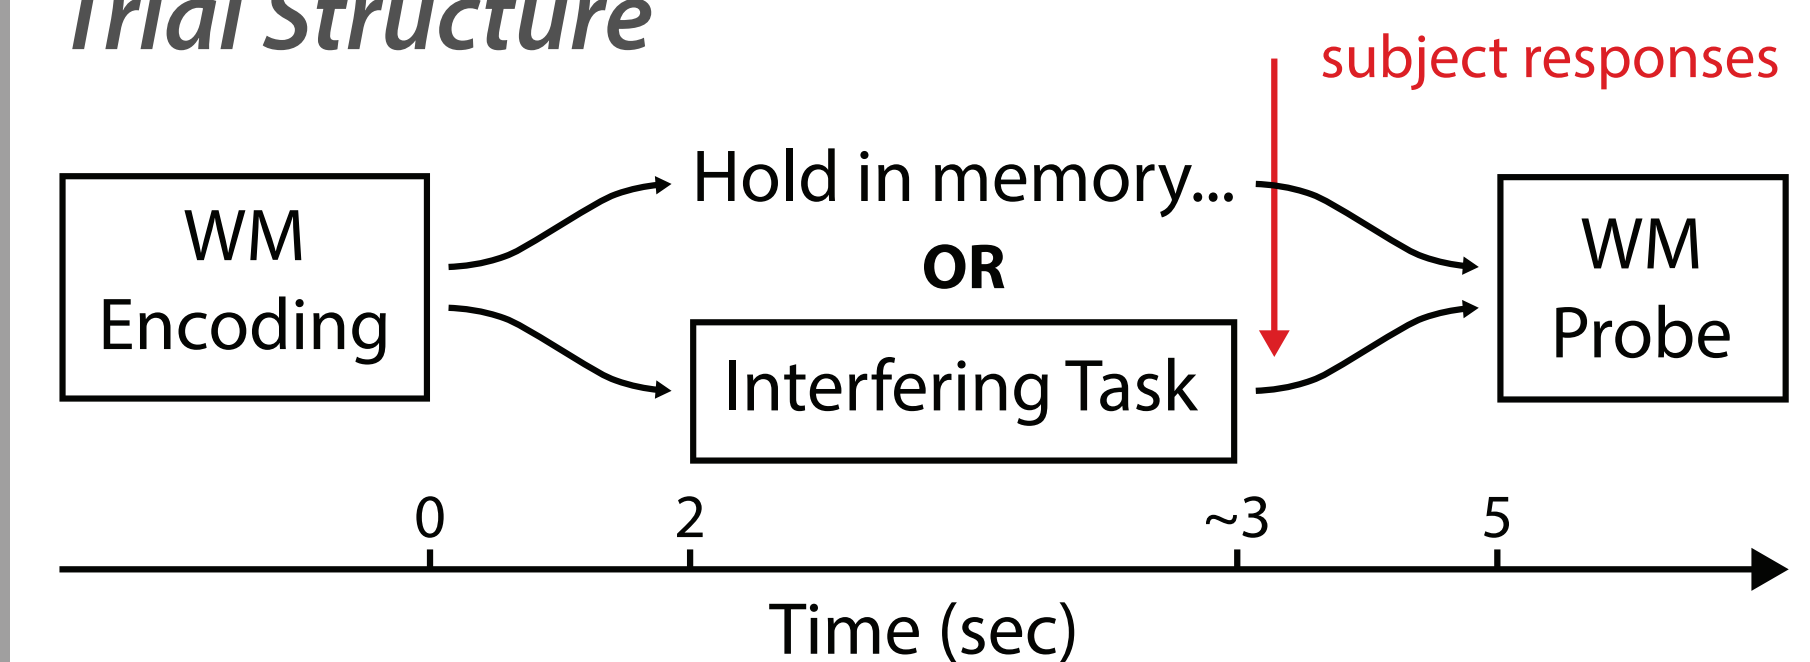 Trial Structure
subject responses
WM
Encoding
Hold in memory...
OR
Interfering Task
WM
Probe
0 2 ~3 5
Time (sec)